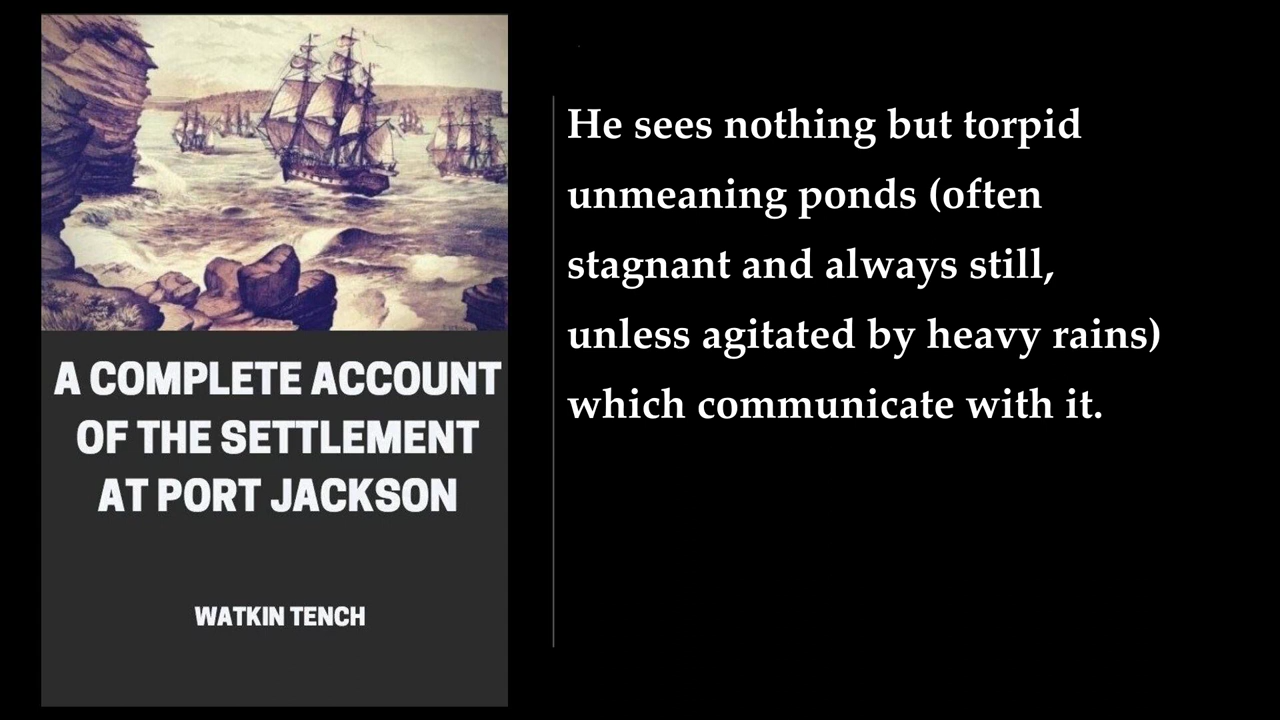 A COMPLETE ACCOUNT
OF THE SETTLEMENT
AT PORT JACKSON
WATKIN TENCH
He sees nothing but torpid
unmeaning ponds (often
stagnant and always still,
unless agitated by heavy rains)
which communicate with it.